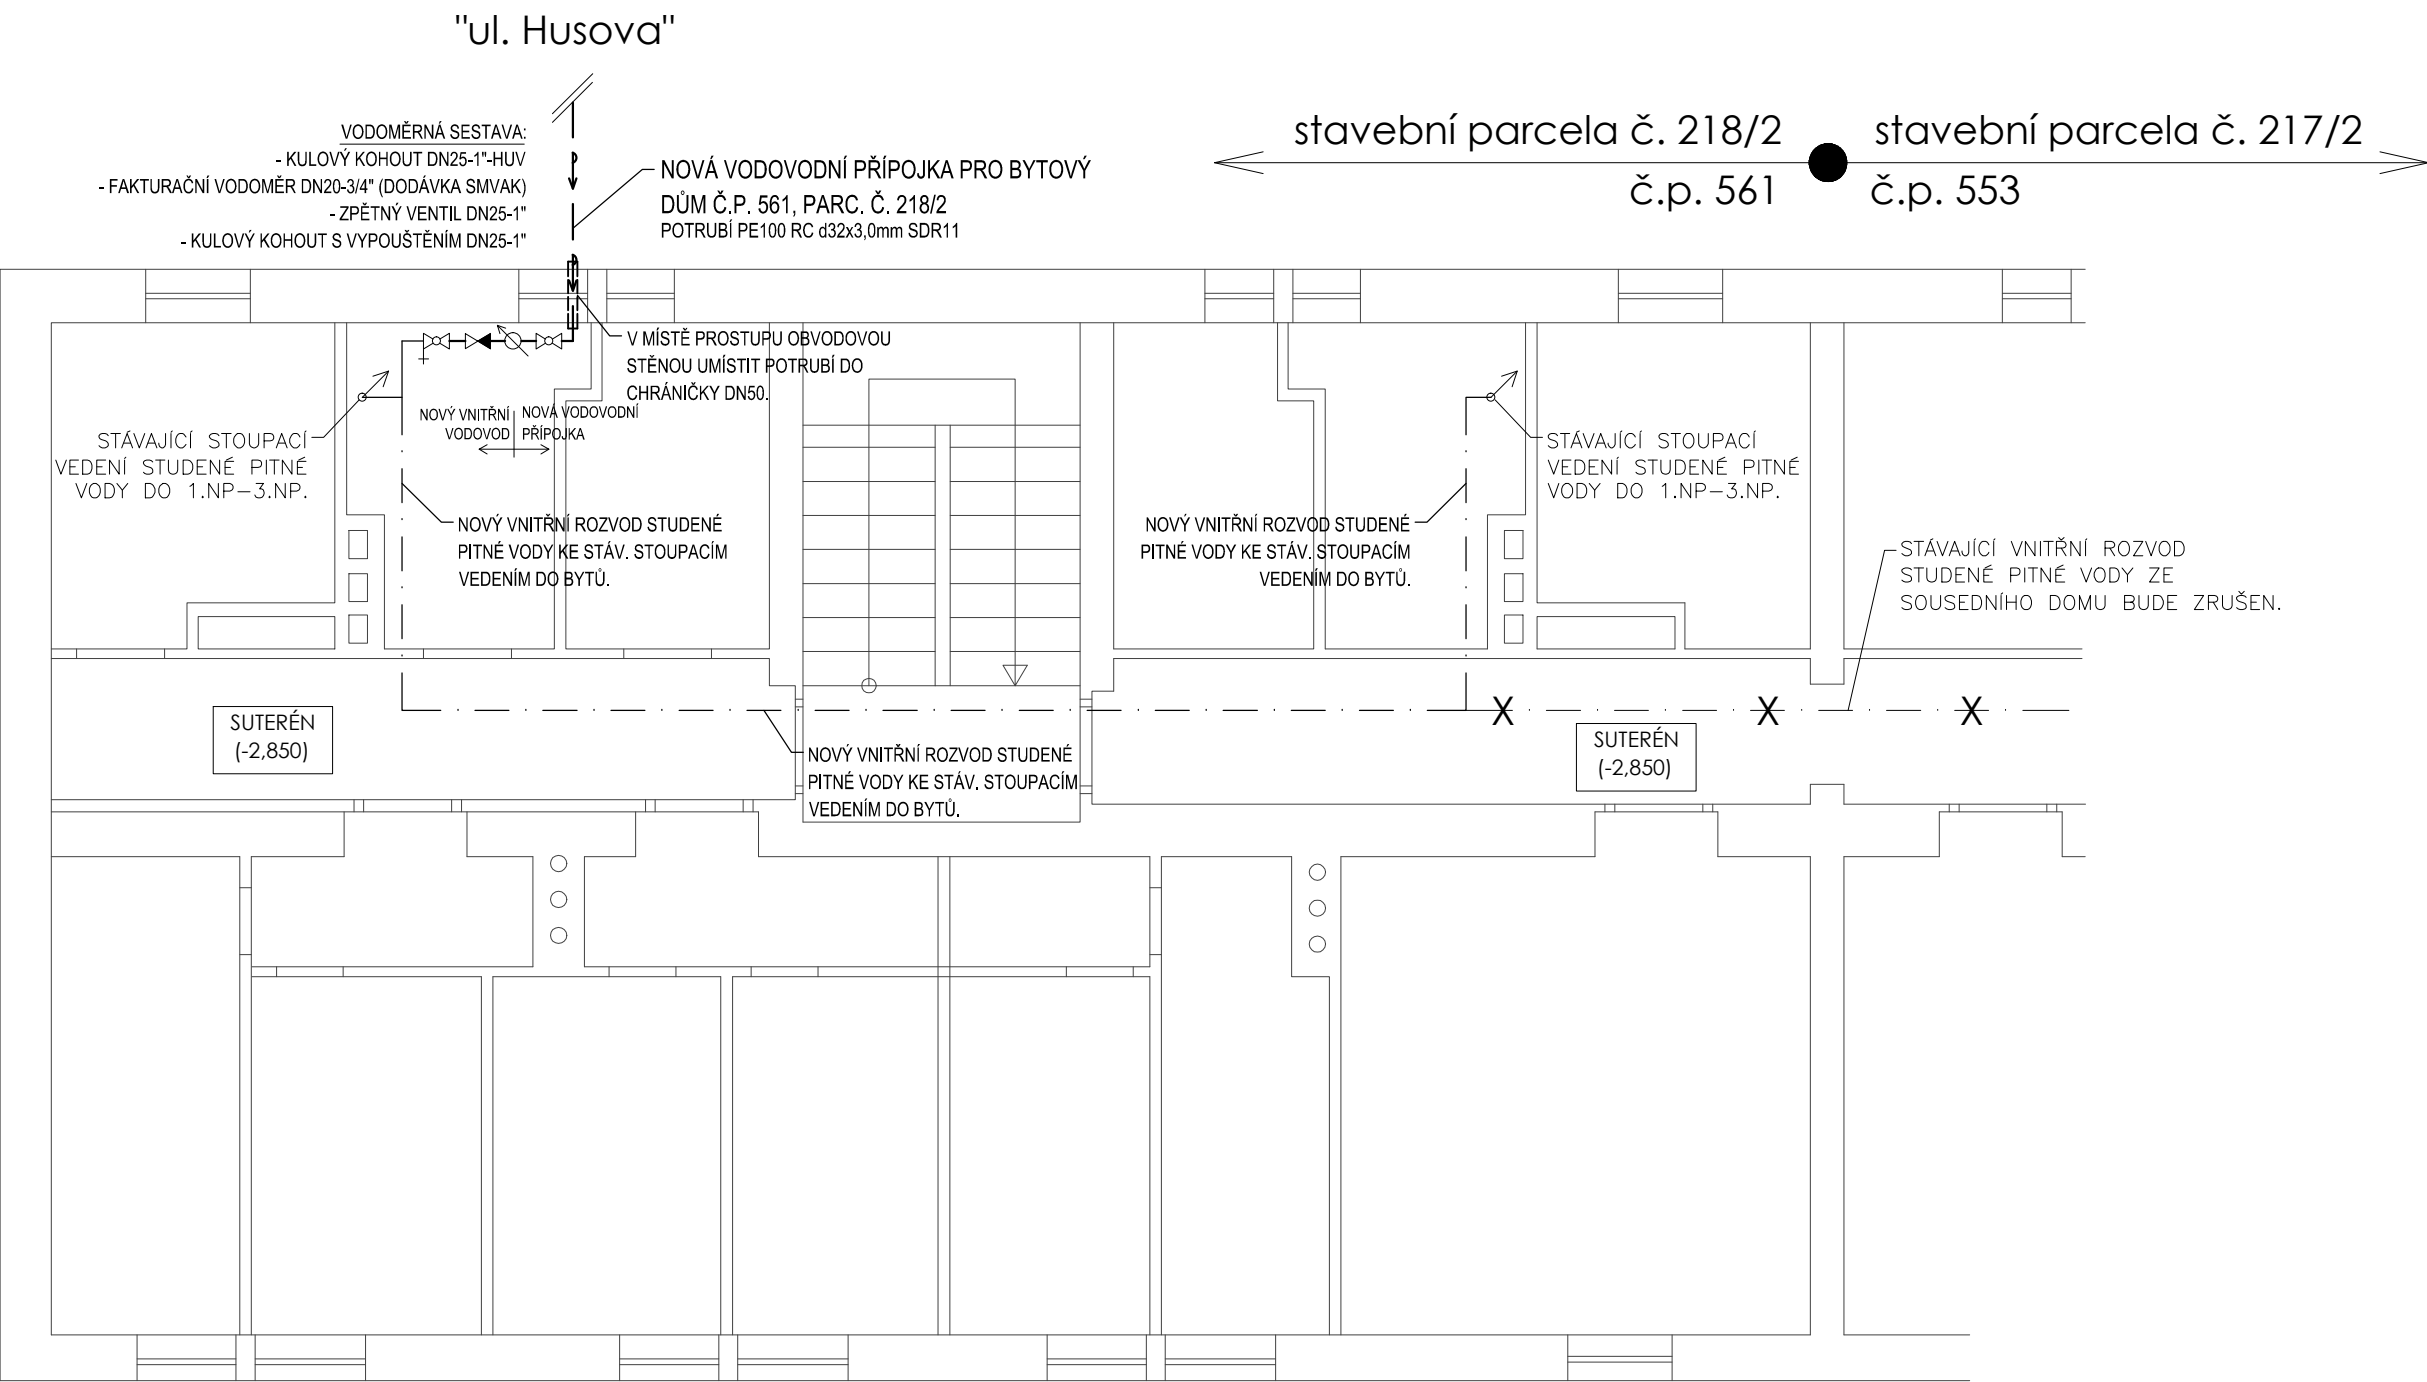 "ul. Husova"
VODOMĚRNÁ SESTAVA:
- KULOVÝ KOHOUT DN25-1"-HUV
- FAKTURAČNÍ VODOMĚR DN20-3/4" (DODÁVKA SMVAK)
- ZPĚTNÝ VENTIL DN25-1"
- KULOVÝ KOHOUT S VYPOUŠTĚNÍM DN25-1"
NOVÁ VODOVODNÍ PŘÍPOJKA PRO BYTOVÝ
DŮM Č.P. 561, PARC. Č. 218/2
POTRUBÍ PE100 RC d32x3,0mm SDR11
stavební parcela č. 218/2
č.p. 561
stavební parcela č. 217/2
č.p. 553
V MÍSTĚ PROSTUPU OBVODOVOU
STĚNOU UMÍSTIT POTRUBÍ DO
CHRÁNIČKY DN50.
NOVÝ VNITŘNÍ
VODOVOD
NOVÁ VODOVODNÍ
PŘÍPOJKA
STÁVAJÍCÍ STOUPACÍ
VEDENÍ STUDENÉ PITNÉ
VODY DO 1.NP-3.NP.
NOVÝ VNITŘNÍ ROZVOD STUDENÉ
PITNÉ VODY KE STÁV. STOUPACÍM
VEDENÍM DO BYTŮ.
NOVÝ VNITŘNÍ ROZVOD STUDENÉ
PITNÉ VODY KE STÁV. STOUPACÍM
VEDENÍM DO BYTŮ.
STÁVAJÍCÍ STOUPACÍ
VEDENÍ STUDENÉ PITNÉ
VODY DO 1.NP-3.NP.
STÁVAJÍCÍ VNITŘNÍ ROZVOD
STUDENÉ PITNÉ VODY ZE
SOUSEDNÍHO DOMU BUDE ZRUŠEN.
X X X
SUTERÉN
(-2,850)
NOVÝ VNITŘNÍ ROZVOD STUDENÉ
PITNÉ VODY KE STÁV. STOUPACÍM
VEDENÍM DO BYTŮ.
SUTERÉN
(-2,850)